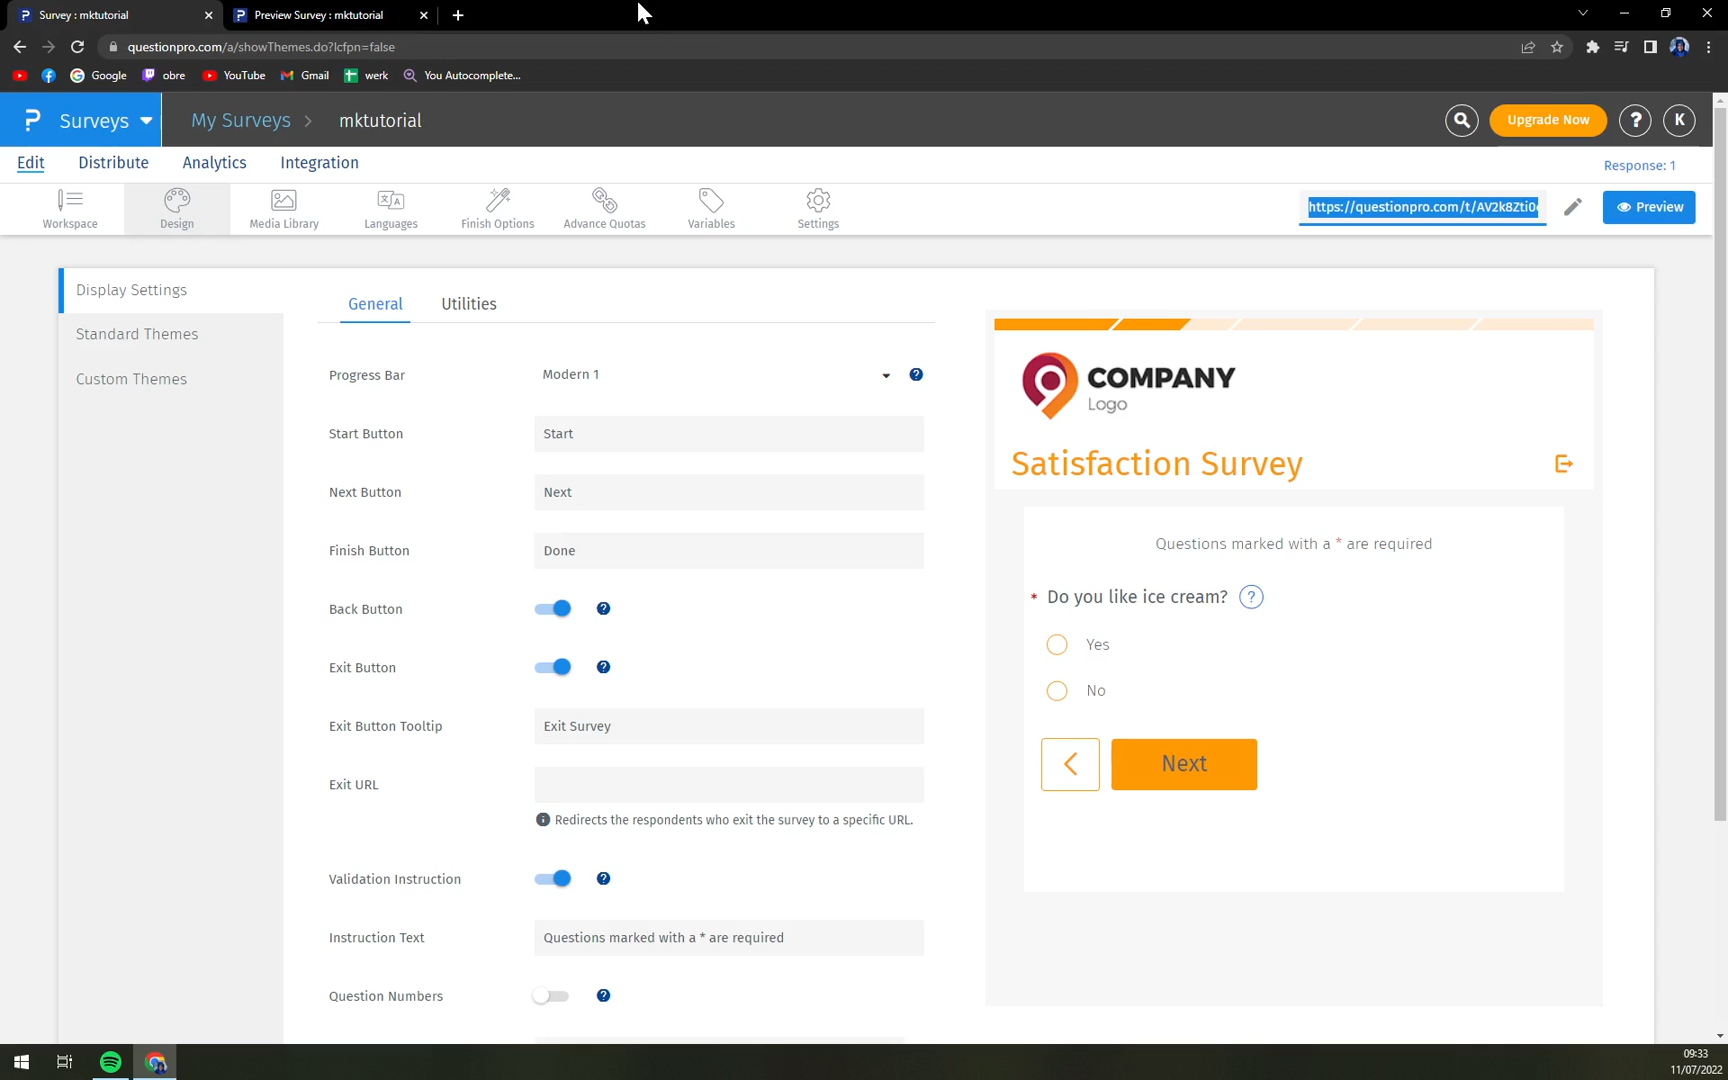 Survey : mktutorial
Preview Survey : mktutorial
questionpro.com/a/showThemes.do?lcfpn=false
Google
obre
YouTube
Gmail
werk
You Autocomplete...
Surveys
My Surveys
mktutorial
Upgrade Now
?
K
Edit
Distribute
Analytics
Integration
Response: 1
Workspace
Design
Media Library
Languages
Finish Options
Advance Quotas
Variables
Settings
https://questionpro.com/t/AV2k8Zti0
Preview
Display Settings
Standard Themes
Custom Themes
General
Utilities
Progress Bar
Modern 1
Start Button
Start
Next Button
Next
Finish Button
Done
Back Button
Exit Button
Exit Button Tooltip
Exit Survey
Exit URL
Redirects the respondents who exit the survey to a specific URL.
Validation Instruction
Instruction Text
Questions marked with a * are required
Question Numbers
COMPANY
Logo
Satisfaction Survey
Questions marked with a * are required
* Do you like ice cream? ?
Yes
No
Next
09:33
11/07/2022